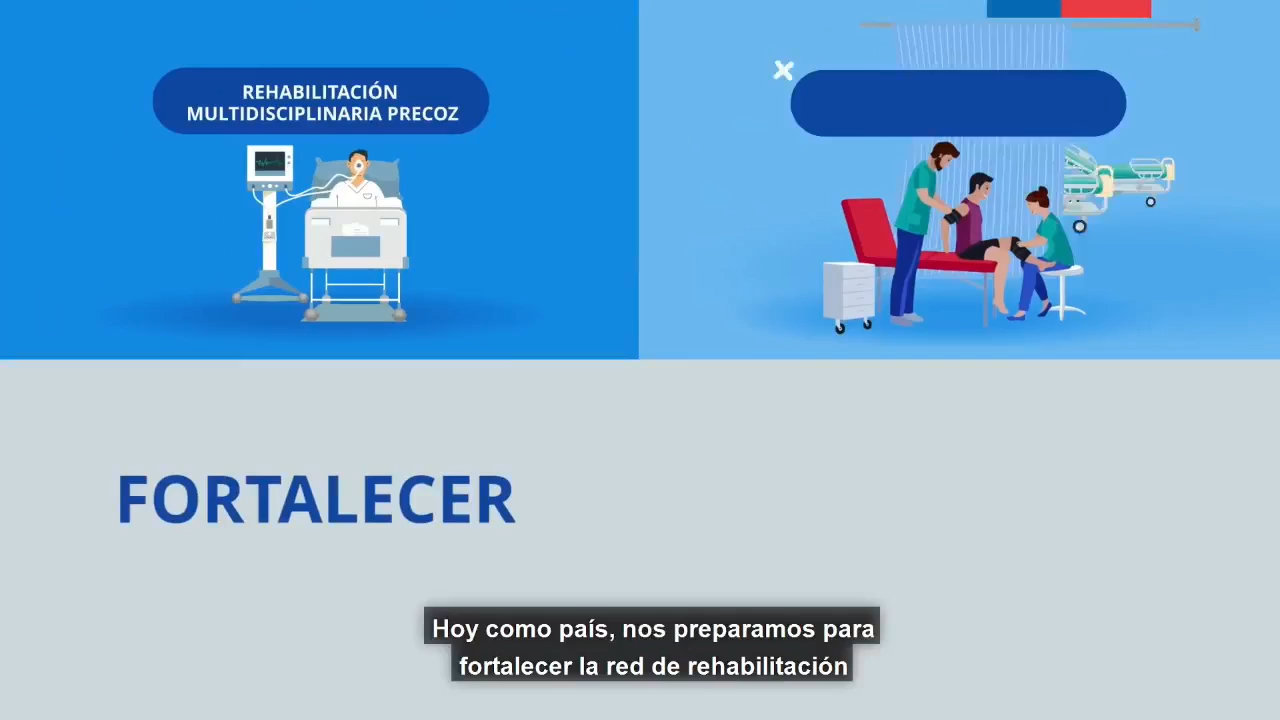 REHABILITACIÓN
MULTIDISCIPLINARIA PRECOZ
FORTALECER
Hoy como país, nos preparamos para
fortalecer la red de rehabilitación